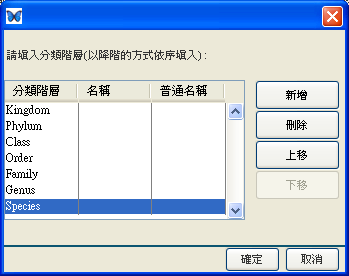 請填入分類階層(以降階的方式依序填入) :
分類階層 名稱 普通名稱
Kingdom
Phylum
Class
Order
Family
Genus
Species
新增
刪除
上移
下移
確定 取消